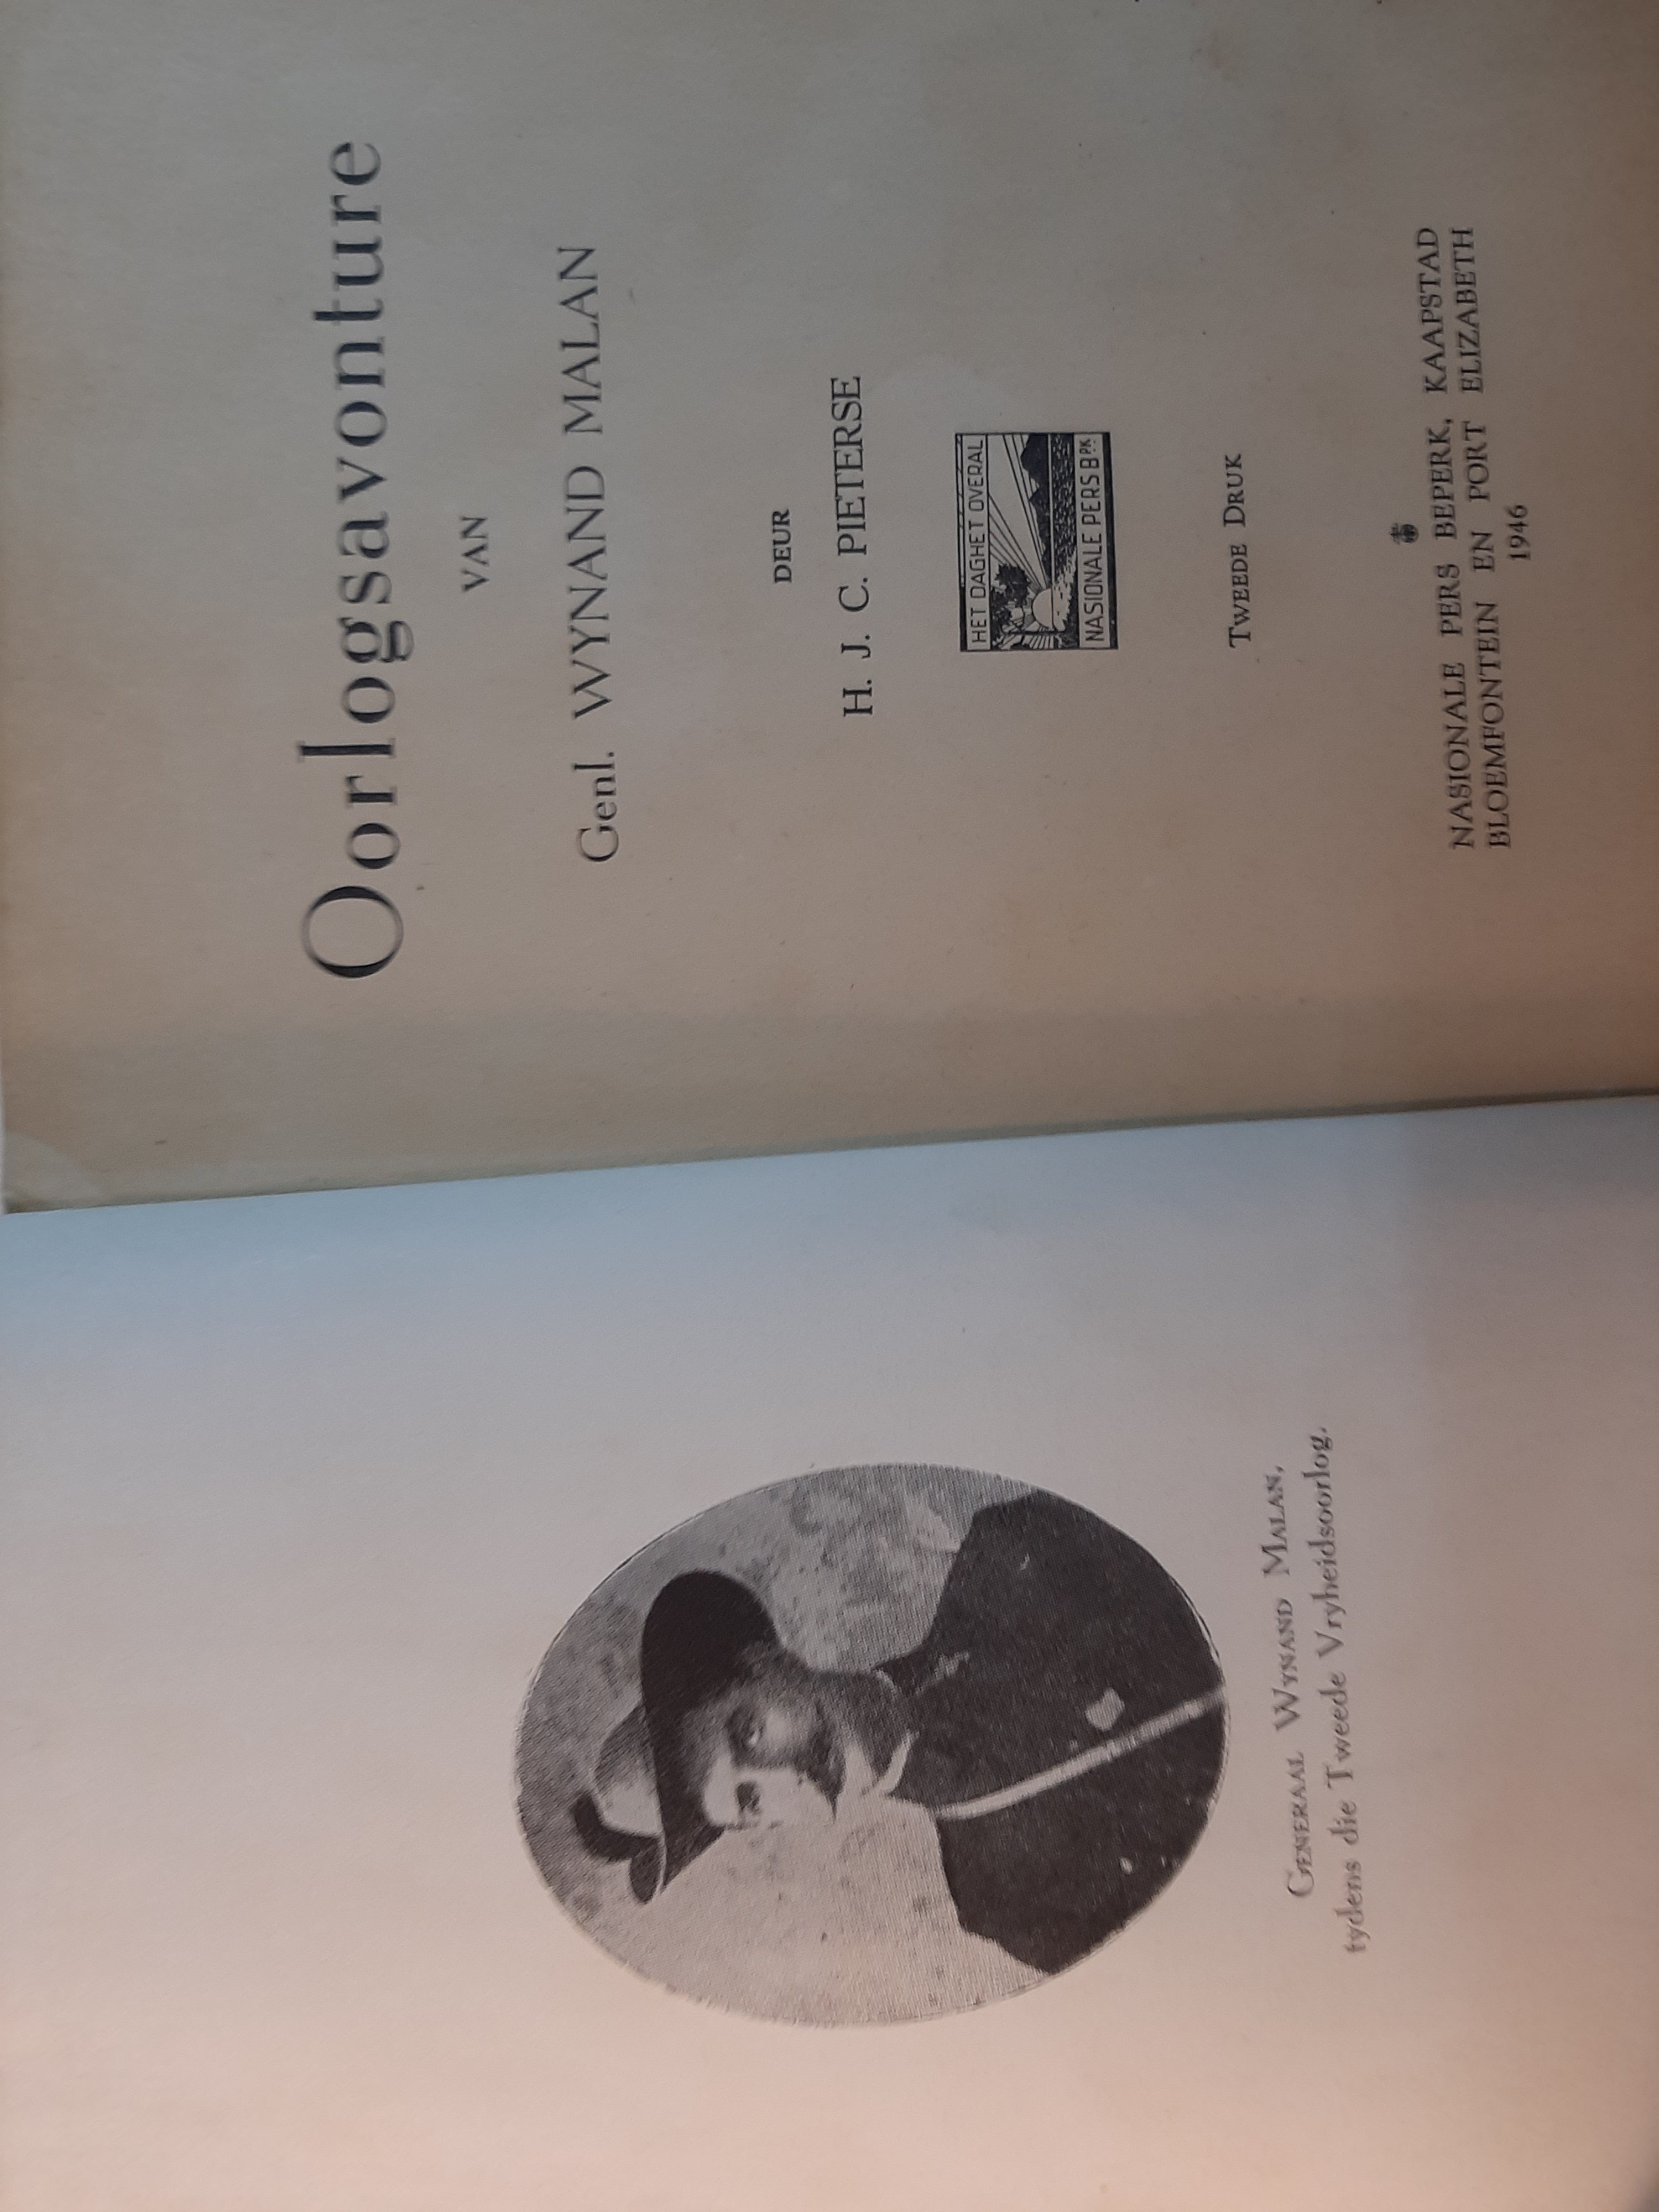 GENERAAL WYNAND MALAN,
tydens die Tweede Vryheidsoorlog.
Oorlogsavonture
VAN
Genl. WYNAND MALAN
DEUR
H. J. C. PIETERSE
HET DAGHET OVERAL
NASIONALE PERS BPK
TWEEDE DRUK
NASIONALE PERS BEPERK, KAAPSTAD
BLOEMFONTEIN EN PORT ELIZABETH
1946